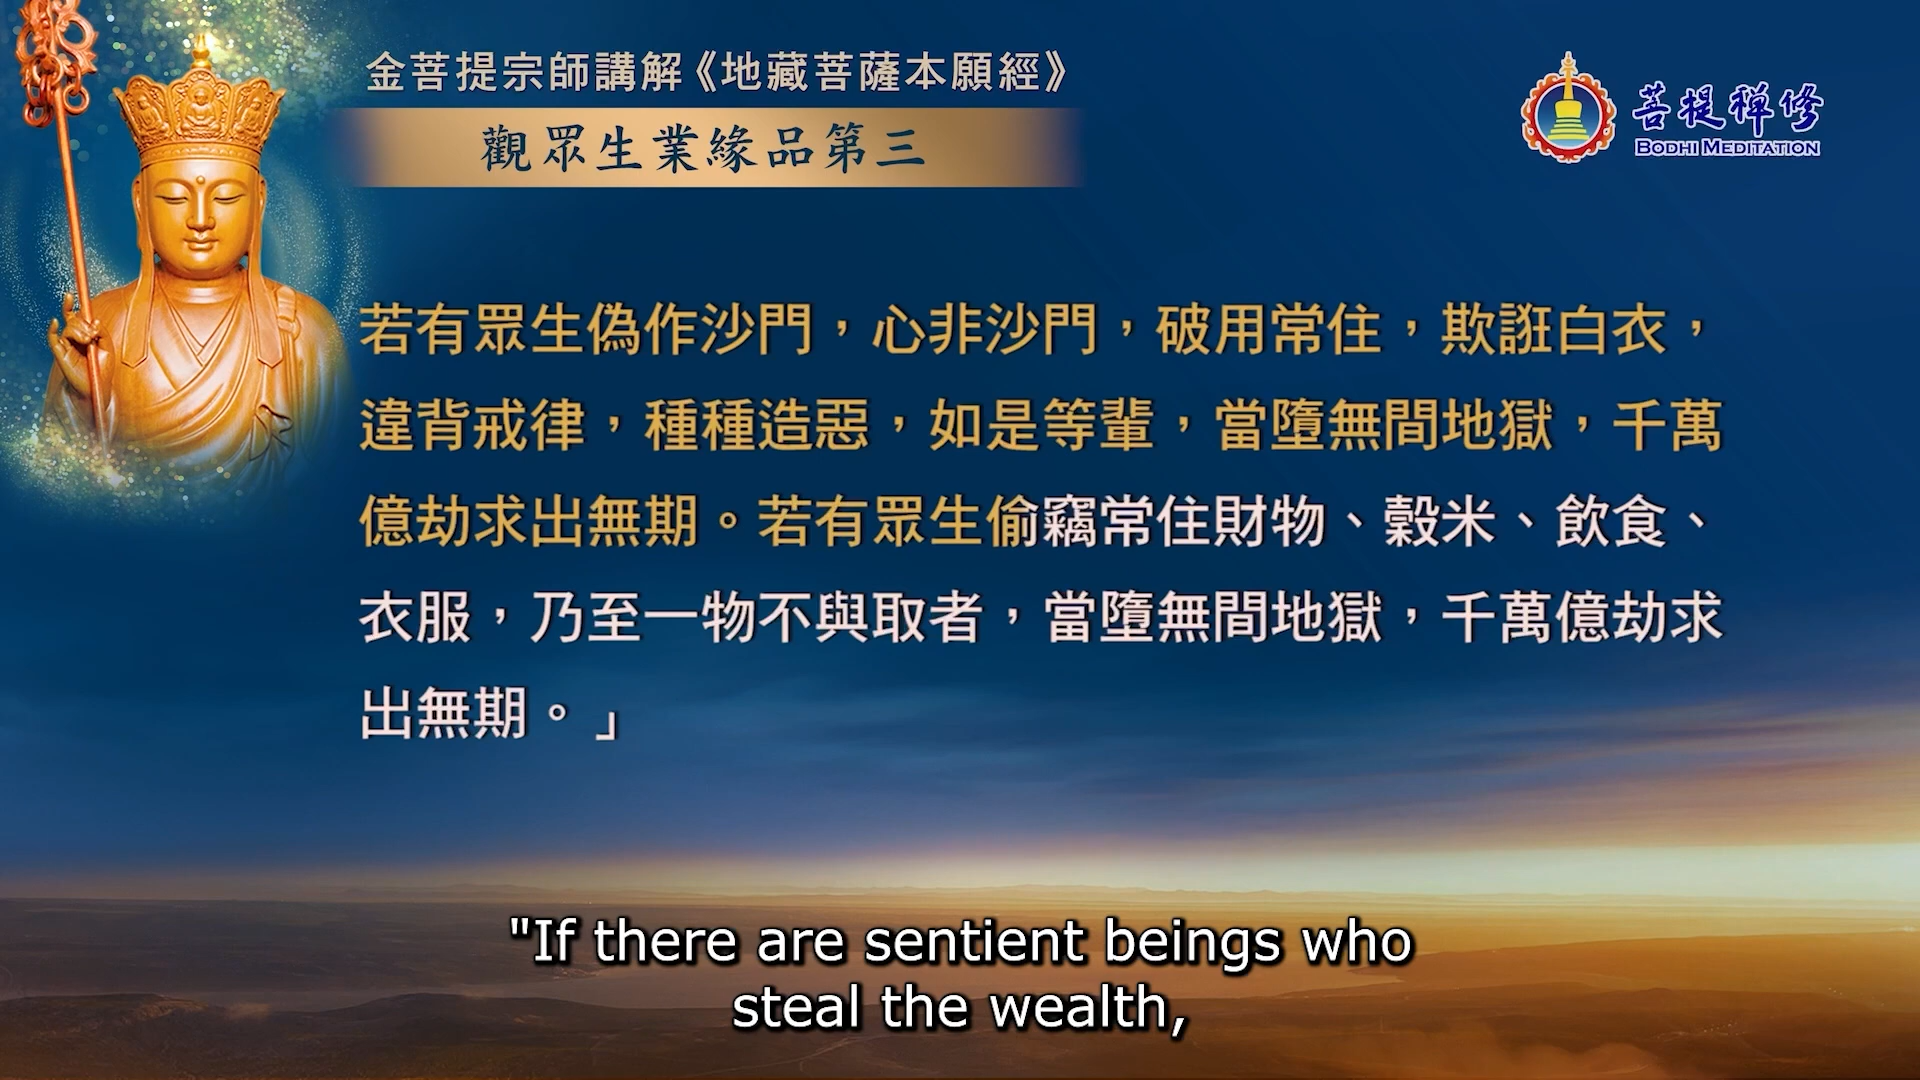 金菩提宗師講解《地藏菩薩本願經》
觀眾生業緣品第三
菩提禪修
BODHI MEDITATION
若有眾生偽作沙門，心非沙門，破用常住，欺誑白衣，
違背戒律，種種造惡，如是等輩，當墮無間地獄，千萬
億劫求出無期。若有眾生偷竊常住財物、穀米、飲食、
衣服，乃至一物不與取者，當墮無間地獄，千萬億劫求
出無期。」
"If there are sentient beings who
steal the wealth,